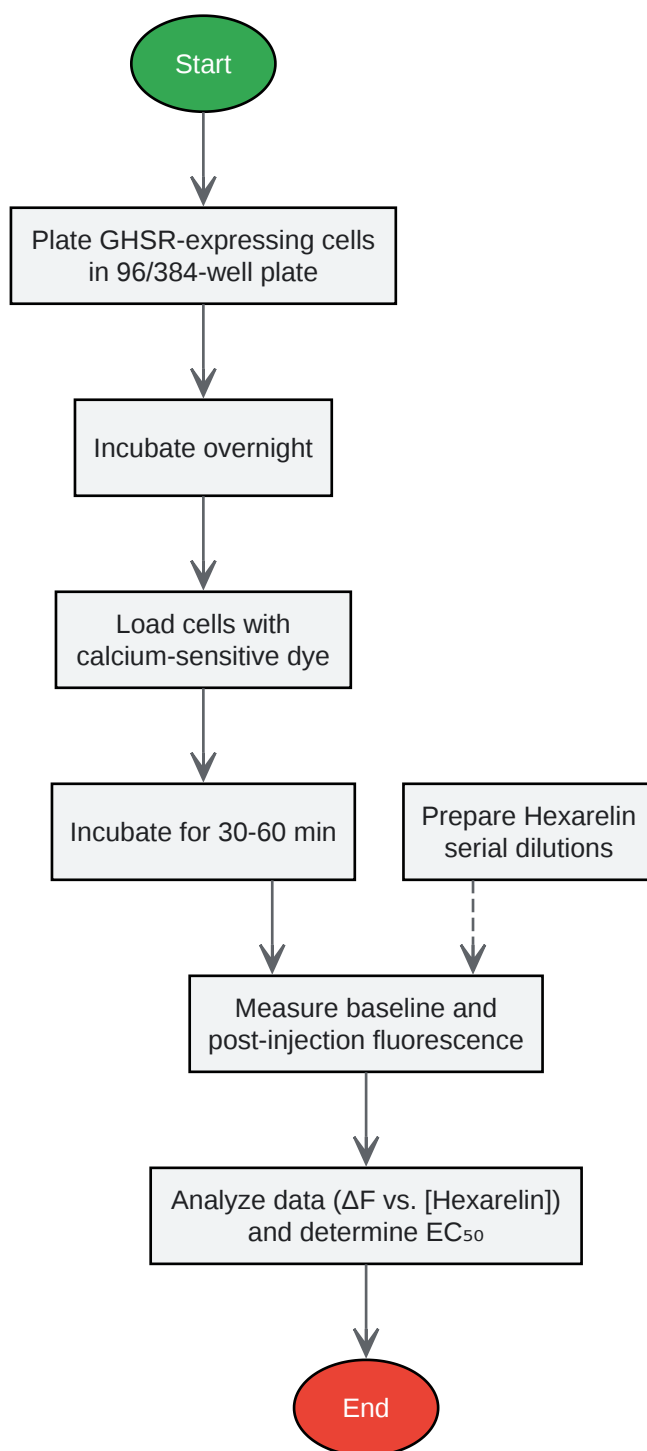 Start
Plate GHSR-expressing cells
in 96/384-well plate
Incubate overnight
Load cells with
calcium-sensitive dye
Incubate for 30-60 min
Prepare Hexarelin
serial dilutions
Measure baseline and
post-injection fluorescence
Analyze data (ΔF vs. [Hexarelin])
and determine EC₅₀
End